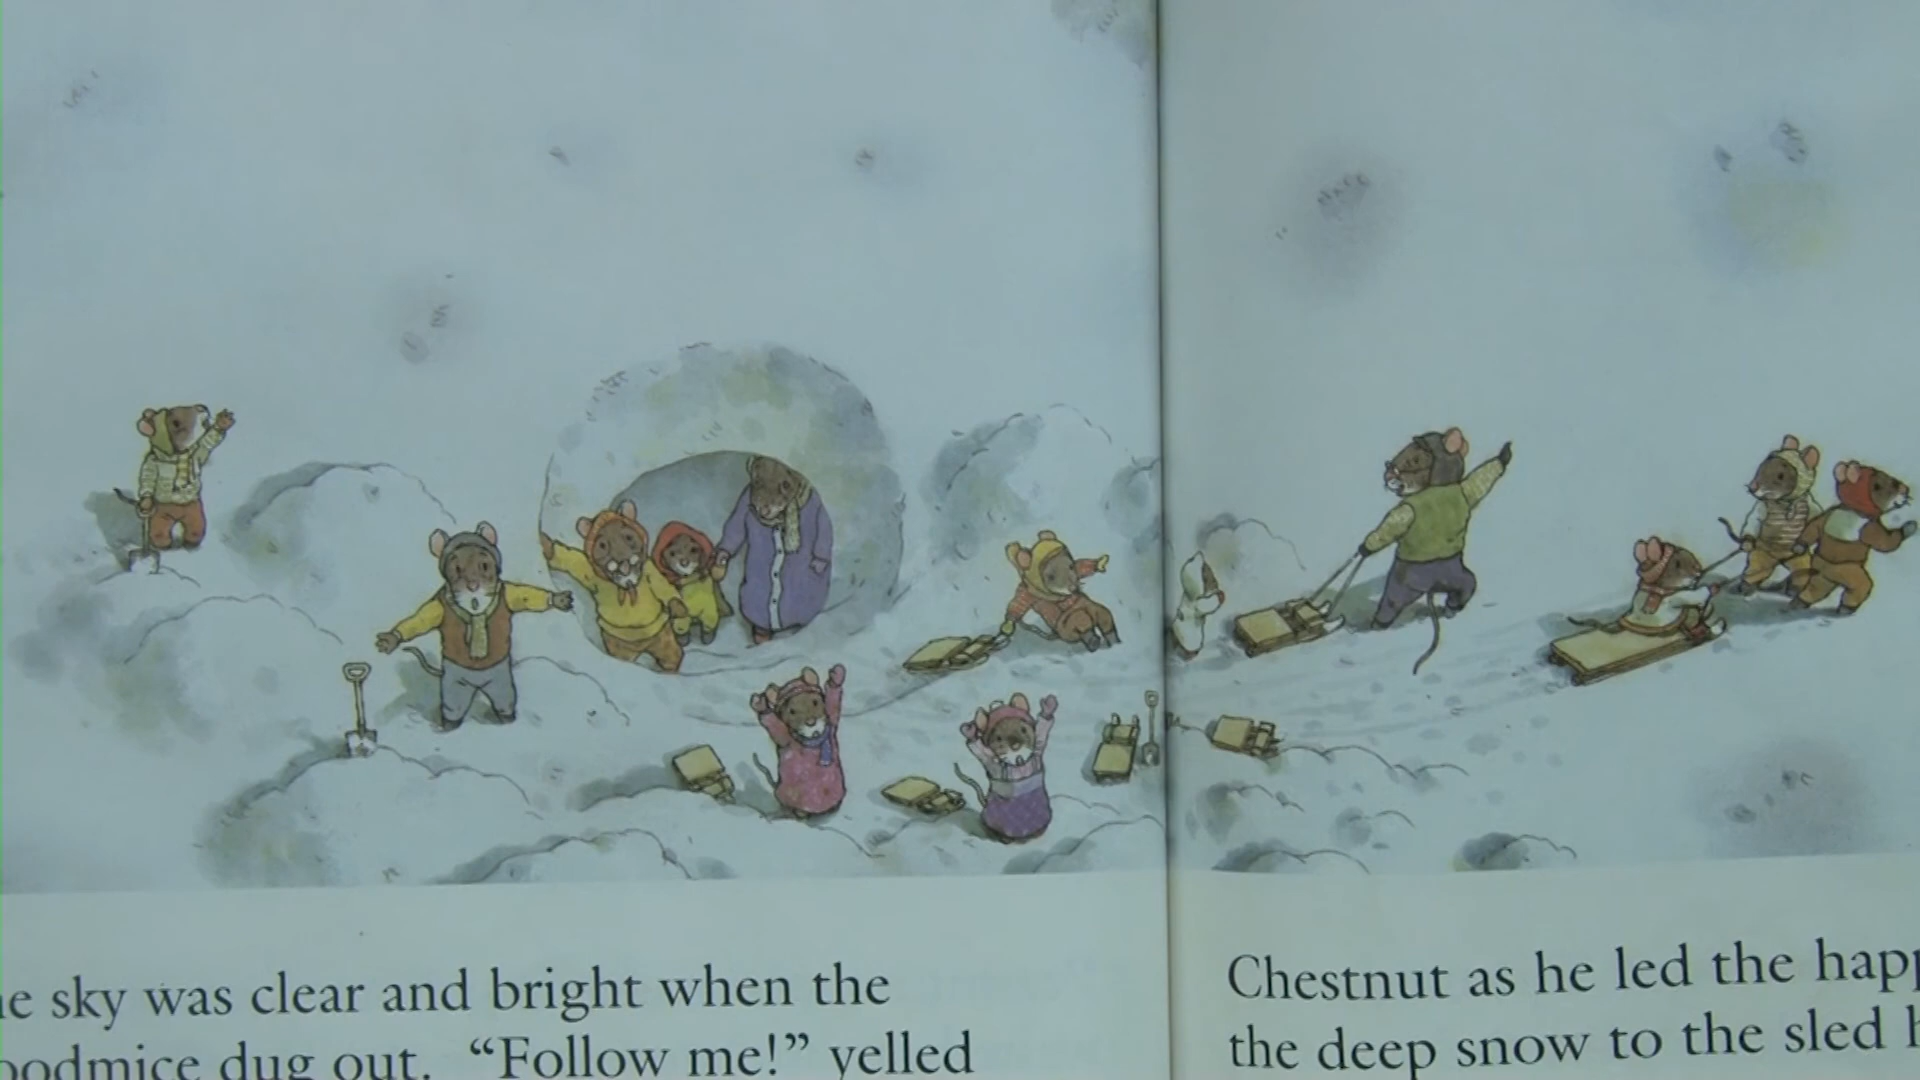 e sky was clear and bright when the
oodmice dug out. “Follow me!” yelled
Chestnut as he led the happ
the deep snow to the sled h